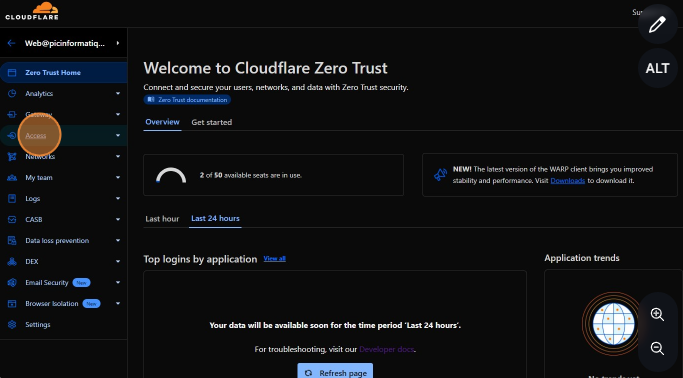 CLOUDFLARE
Web@picinformatiq...
Zero Trust Home
Analytics
Gateway
Access
Networks
My team
Logs
CASB
Data loss prevention
DEX
Email Security New
Browser Isolation New
Settings
ALT
Welcome to Cloudflare Zero Trust
Connect and secure your users, networks, and data with Zero Trust security.
Zero Trust documentation
Overview Get started
2 of 50 available seats are in use.
NEW! The latest version of the WARP client brings you improved
stability and performance. Visit Downloads to download it.
Last hour Last 24 hours
Top logins by application View all
Your data will be available soon for the time period 'Last 24 hours'.
For troubleshooting, visit our Developer docs.
Refresh page
Application trends